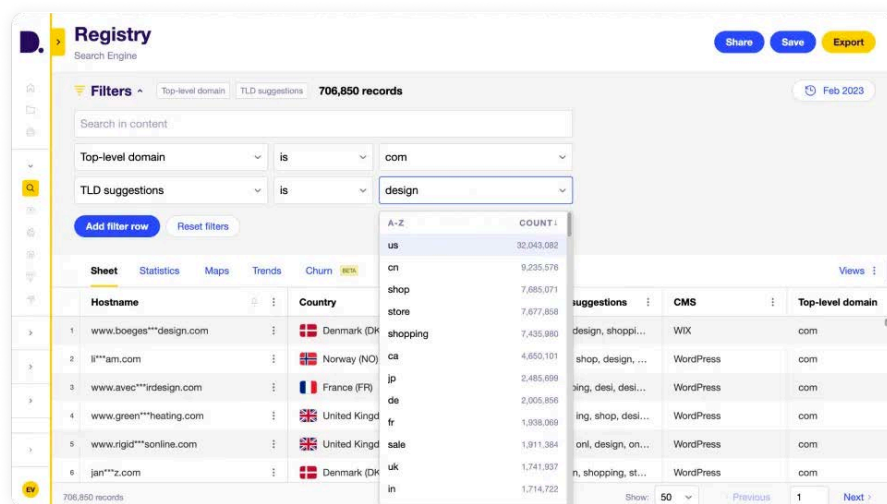 D.
Registry
Search Engine
Share Save Export
Filters Top-level domain TLD suggestions 706,850 records Feb 2023
Search in content
Top-level domain is com
TLD suggestions is design
Add filter row Reset filters
A-Z COUNT↓
us 32,043,082
cn 9,235,576
shop 7,685,071
store 7,677,858
shopping 7,435,980
ca 4,650,101
jp 2,485,699
de 2,005,856
fr 1,938,069
sale 1,911,384
uk 1,741,937
in 1,714,722
Sheet Statistics Maps Trends Churn BETA Views
Hostname Country suggestions CMS Top-level domain
1 www.boeges***design.com Denmark (DK design, shoppi... WIX com
2 li***am.com Norway (NO) shop, design, ... WordPress com
3 www.avec***irdesign.com France (FR) ping, desi, desi... WordPress com
4 www.green***heating.com United Kingd ing, shop, desi... WordPress com
5 www.rigid***sonline.com United Kingd onl, design, on... WordPress com
6 jan***z.com Denmark (DK n, shopping, st... WordPress com
EV
706,850 records Show: 50 Previous 1 Next